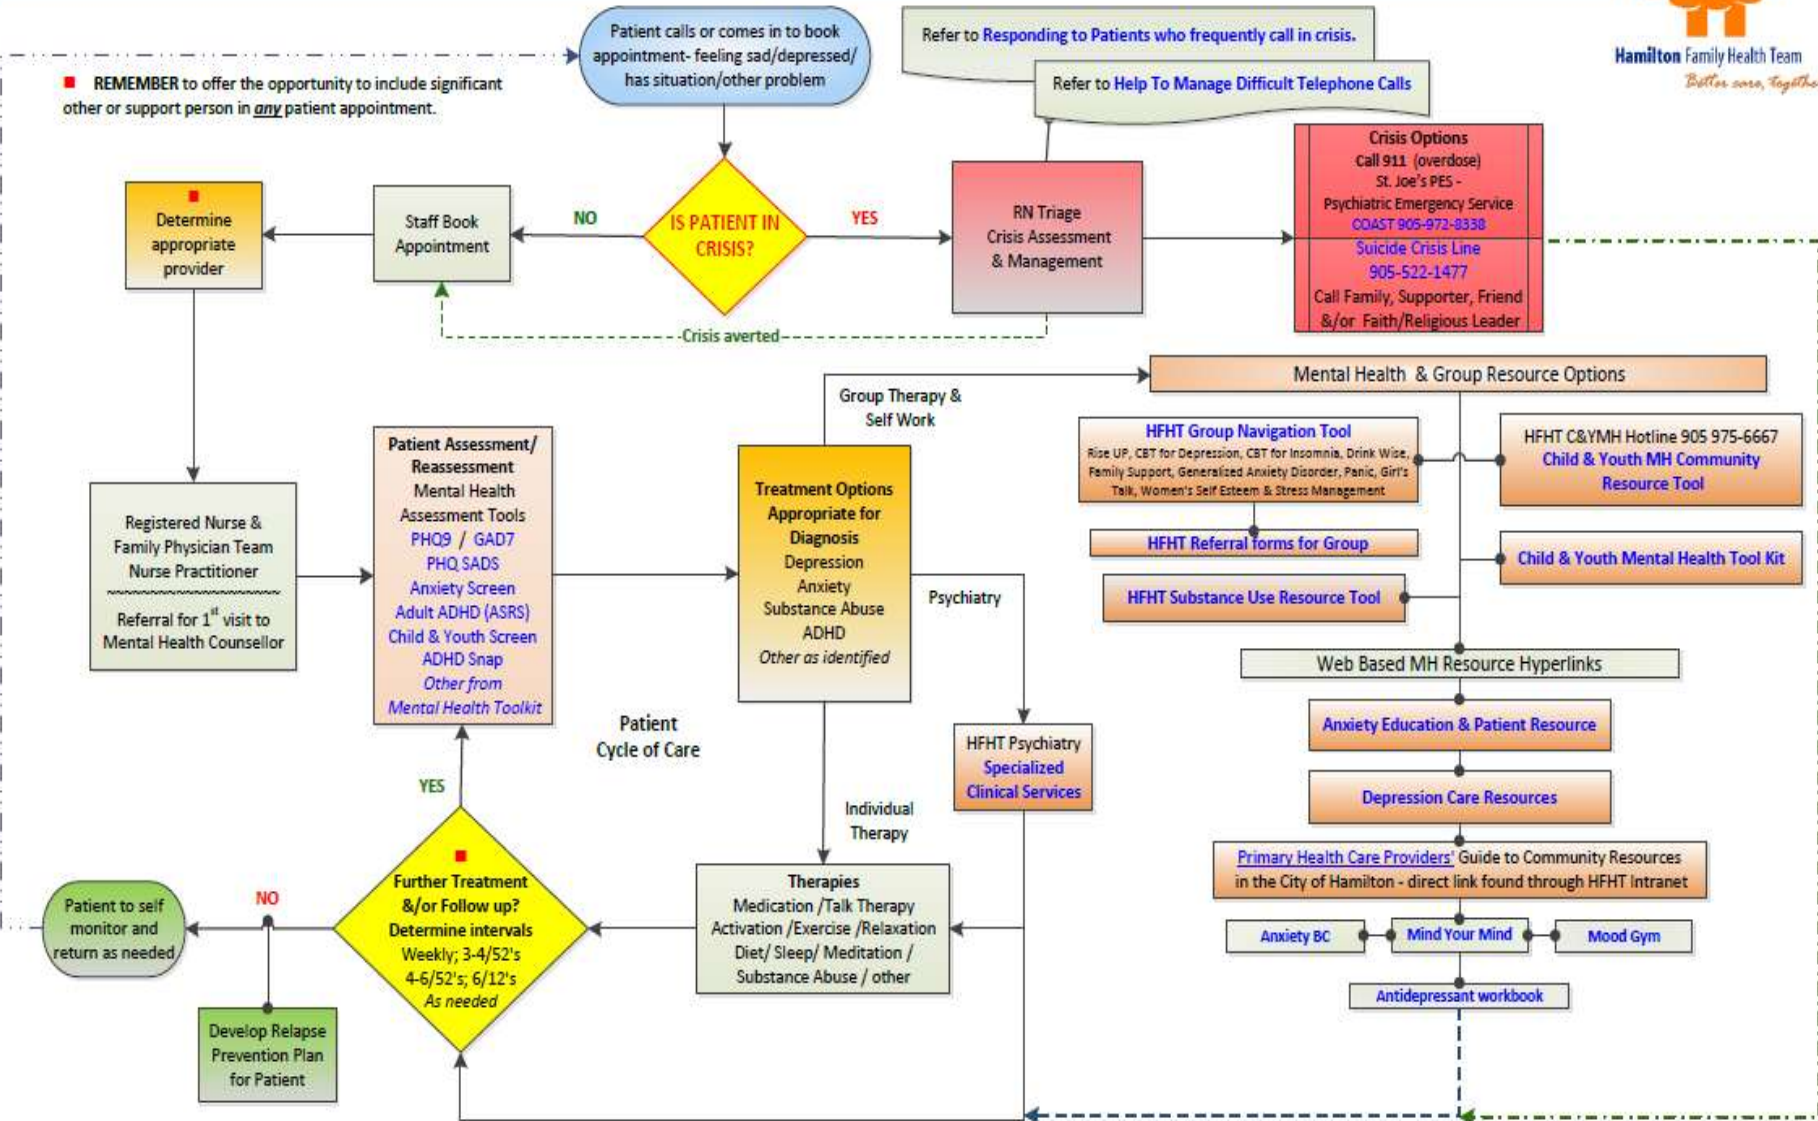 Patient calls or comes in to book
appointment- feeling sad/depressed/
has situation/other problem
Refer to Responding to Patients who frequently call in crisis.
Refer to Help To Manage Difficult Telephone Calls
Hamilton Family Health Team
Better care, togethe
REMEMBER to offer the opportunity to include significant
other or support person in any patient appointment.
Determine
appropriate
provider
Staff Book
Appointment
NO
IS PATIENT IN
CRISIS?
YES
RN Triage
Crisis Assessment
& Management
Crisis Options
Call 911 (overdose)
St. Joe's PES -
Psychiatric Emergency Service
COAST 905-972-8338
Suicide Crisis Line
905-522-1477
Call Family, Supporter, Friend
&/or Faith/Religious Leader
Crisis averted
Group Therapy &
Self Work
Mental Health & Group Resource Options
HFHT Group Navigation Tool
Rise UP, CBT for Depression, CBT for Insomnia, Drink Wise,
Family Support, Generalized Anxiety Disorder, Panic, Girl's
Talk, Women's Self Esteem & Stress Management
HFHT C&YMH Hotline 905 975-6667
Child & Youth MH Community
Resource Tool
HFHT Referral forms for Group
Child & Youth Mental Health Tool Kit
HFHT Substance Use Resource Tool
Web Based MH Resource Hyperlinks
Anxiety Education & Patient Resource
Depression Care Resources
Primary Health Care Providers' Guide to Community Resources
in the City of Hamilton - direct link found through HFHT Intranet
Anxiety BC
Mind Your Mind
Mood Gym
Antidepressant workbook
Registered Nurse &
Family Physician Team
Nurse Practitioner
~~~~~~~~~~~~~~~~~~~~
Referral for 1st visit to
Mental Health Counsellor
Patient Assessment/
Reassessment
Mental Health
Assessment Tools
PHQ9 / GAD7
PHQ SADS
Anxiety Screen
Adult ADHD (ASRS)
Child & Youth Screen
ADHD Snap
Other from
Mental Health Toolkit
Treatment Options
Appropriate for
Diagnosis
Depression
Anxiety
Substance Abuse
ADHD
Other as identified
Psychiatry
HFHT Psychiatry
Specialized
Clinical Services
Patient
Cycle of Care
Individual
Therapy
YES
Further Treatment
&/or Follow up?
Determine intervals
Weekly; 3-4/52's
4-6/52's; 6/12's
As needed
Therapies
Medication /Talk Therapy
Activation /Exercise /Relaxation
Diet/ Sleep/ Meditation /
Substance Abuse / other
NO
Patient to self
monitor and
return as needed
Develop Relapse
Prevention Plan
for Patient